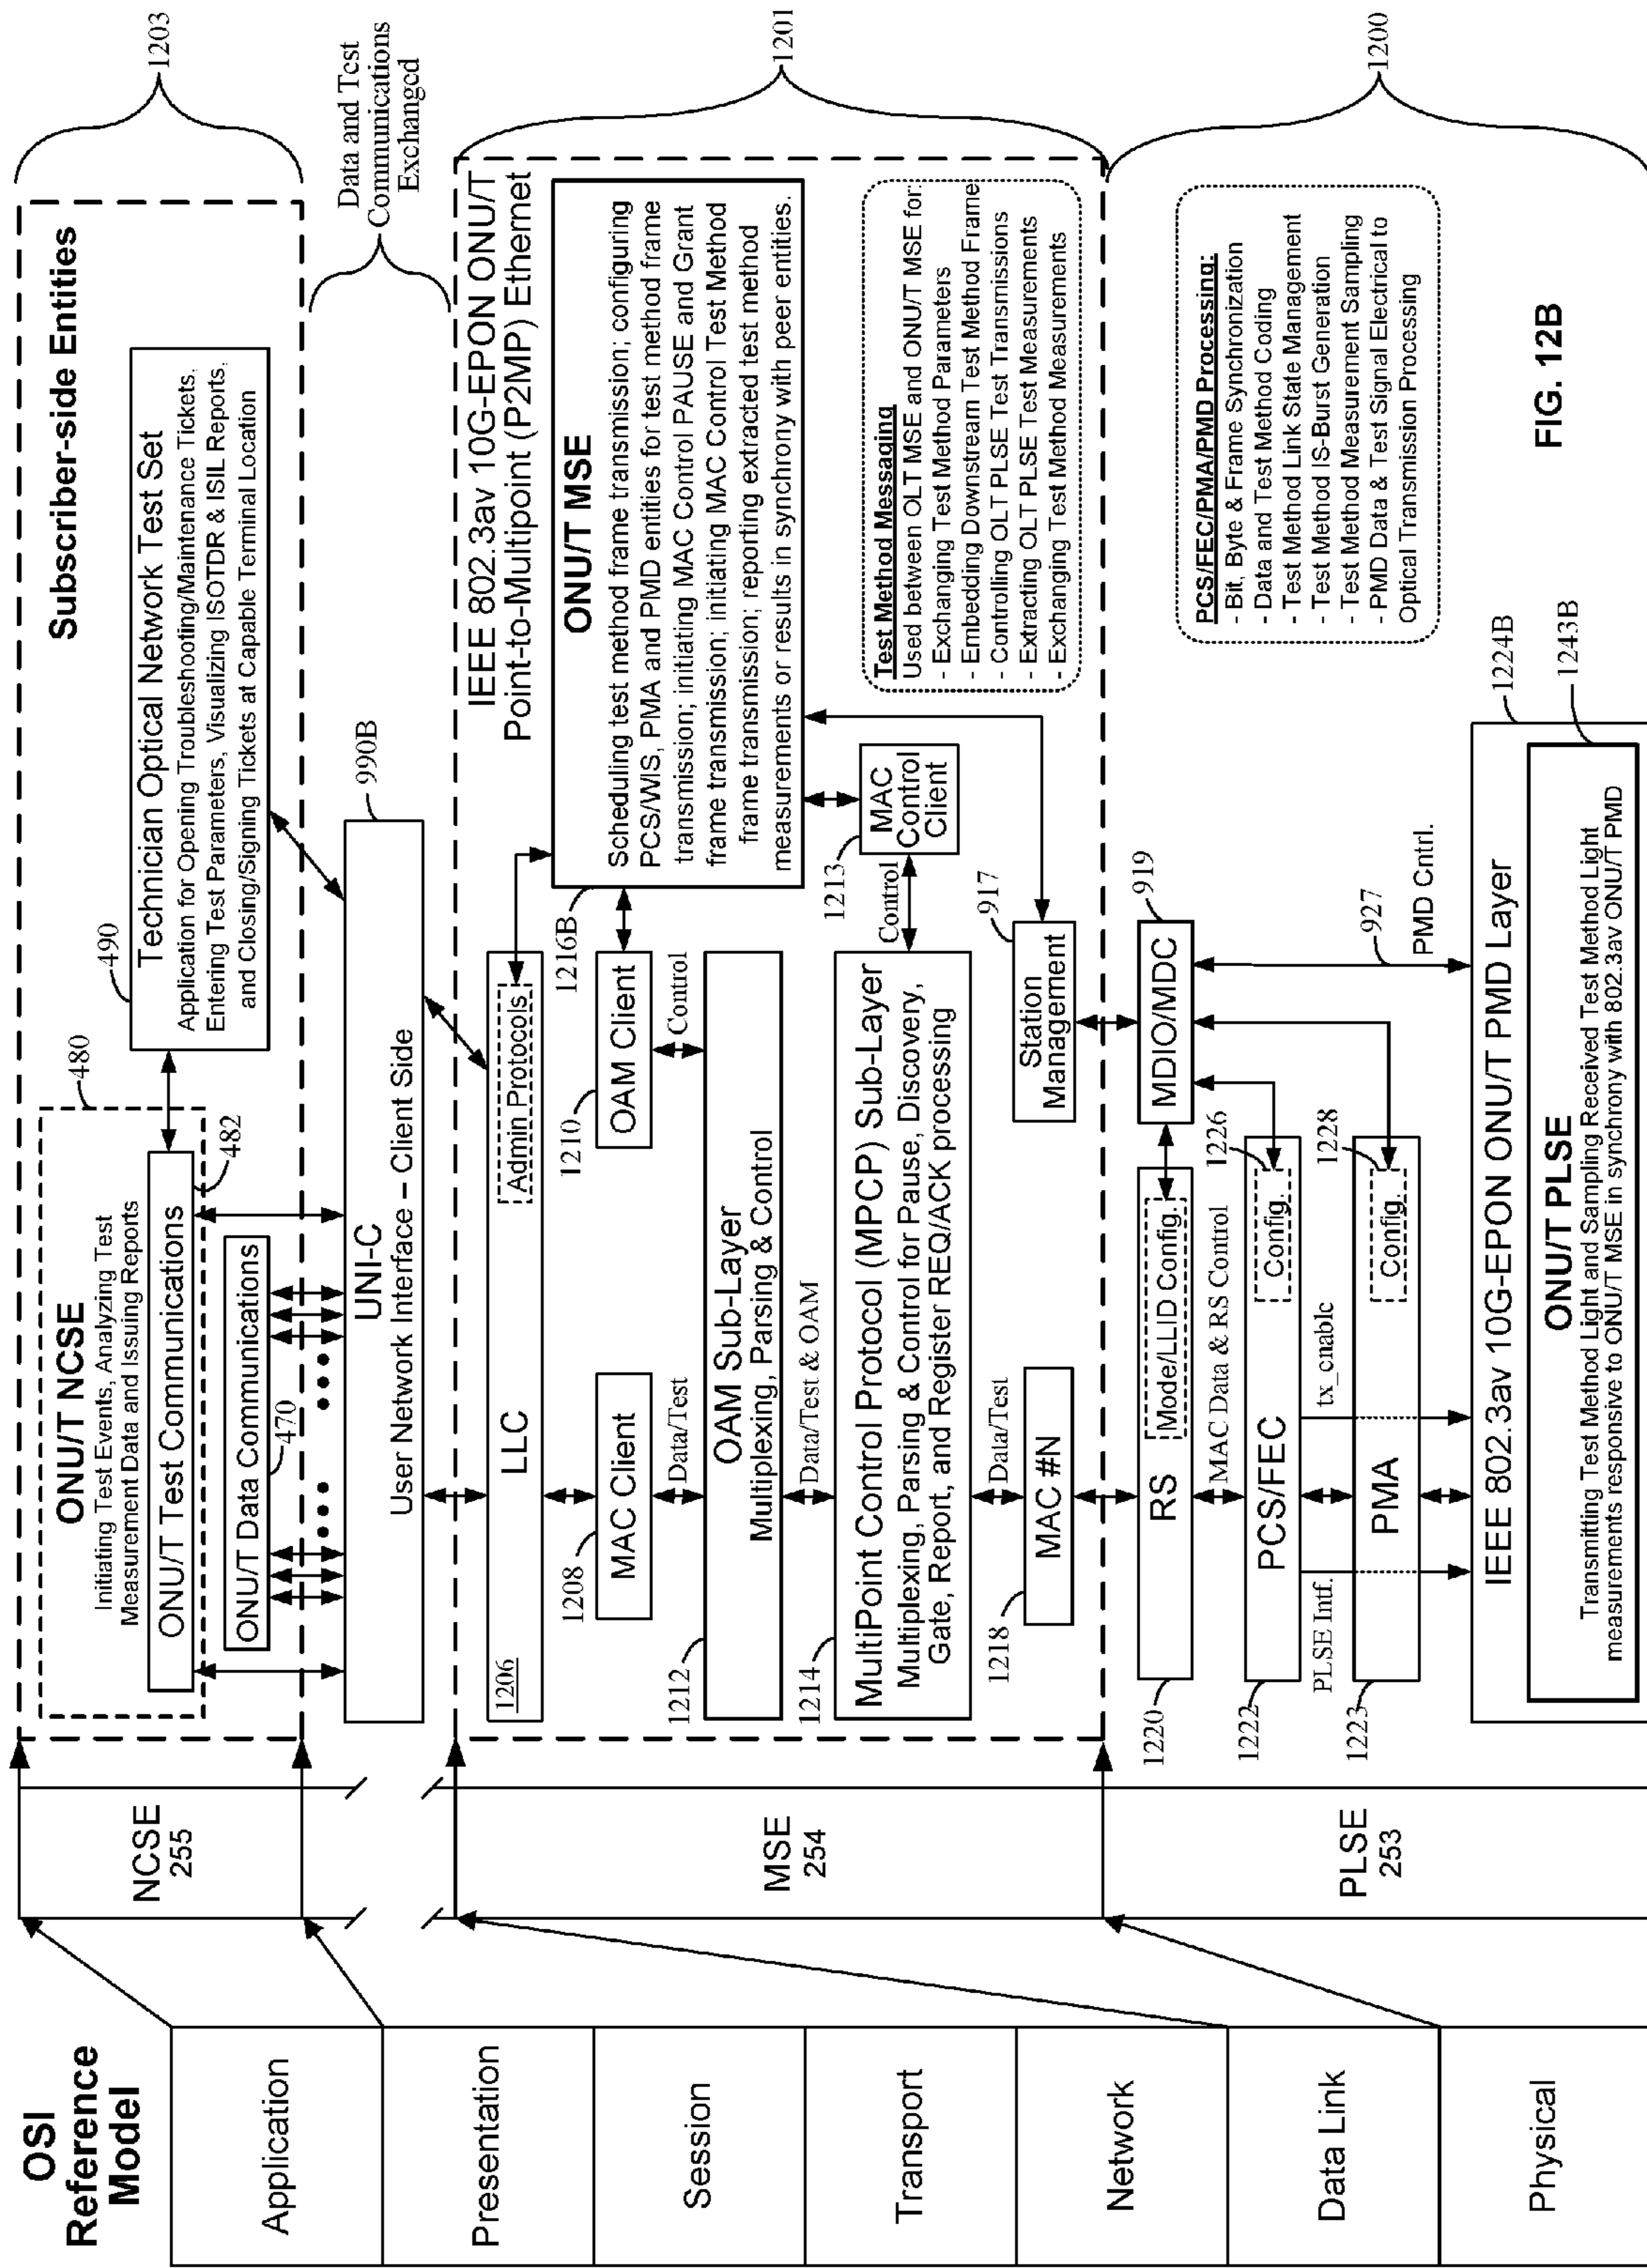 OSI
Reference
Model
Application
Presentation
Session
Transport
Network
Data Link
Physical
NCSE
255
MSE
254
PLSE
253
Subscriber-side Entities
1203
480
ONU/T NCSE
Initiating Test Events, Analyzing Test
Measurement Data and Issuing Reports
ONU/T Test Communications
482
ONU/T Data Communications
470
490
Technician Optical Network Test Set
Application for Opening Troubleshooting/Maintenance Tickets,
Entering Test Parameters, Visualizing ISOTDR & ISIL Reports,
and Closing/Signing Tickets at Capable Terminal Location
UNI-C
User Network Interface – Client Side
990B
Data and Test
Communications
Exchanged
IEEE 802.3av 10G-EPON ONU/T
Point-to-Multipoint (P2MP) Ethernet
1201
1206
LLC
Admin Protocols
1216B
ONU/T MSE
Scheduling test method frame transmission; configuring
PCS/WIS, PMA and PMD entities for test method frame
transmission; initiating MAC Control PAUSE and Grant
frame transmission; initiating MAC Control Test Method
frame transmission; reporting extracted test method
measurements or results in synchrony with peer entities.
1208
MAC Client
1210
OAM Client
Data/Test
Control
1212
OAM Sub-Layer
Multiplexing, Parsing & Control
Data/Test & OAM
1213
MAC
Control
Client
Control
1214
MultiPoint Control Protocol (MPCP) Sub-Layer
Multiplexing, Parsing & Control for Pause, Discovery,
Gate, Report, and Register REQ/ACK processing
Test Method Messaging
Used between OLT MSE and ONU/T MSE for:
- Exchanging Test Method Parameters
- Embedding Downstream Test Method Frame
- Controlling OLT PLSE Test Transmissions
- Extracting OLT PLSE Test Measurements
- Exchanging Test Method Measurements
917
Data/Test
1218
MAC #N
Station
Management
1200
1220
RS
Mode/LLID Config.
MDIO/MDC
919
MAC Data & RS Control
1226
1222
PCS/FEC
Config.
PLSE Intf.
tx_enable
1228
1223
PMA
Config.
927
PMD Cntrl.
PCS/FEC/PMA/PMD Processing:
- Bit, Byte & Frame Synchronization
- Data and Test Method Coding
- Test Method Link State Management
- Test Method IS-Burst Generation
- Test Method Measurement Sampling
- PMD Data & Test Signal Electrical to
Optical Transmission Processing
1224B
IEEE 802.3av 10G-EPON ONU/T PMD Layer
1243B
ONU/T PLSE
Transmitting Test Method Light and Sampling Received Test Method Light
measurements responsive to ONU/T MSE in synchrony with 802.3av ONU/T PMD
FIG. 12B